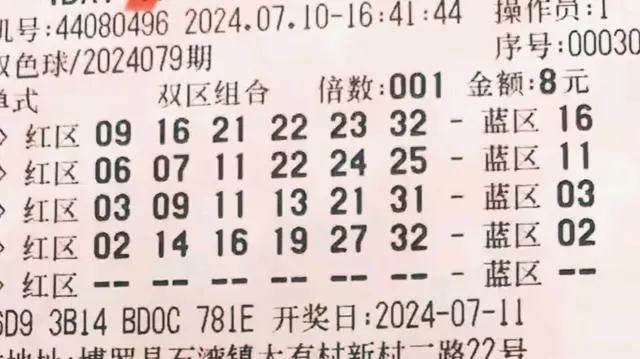 机号:44080496 2024.07.10-16:41:44 操作员:1
双色球/2024079期 序号:00030
单式 双区组合 倍数:001 金额:8元
红区 09 16 21 22 23 32 - 蓝区 16
红区 06 07 11 22 24 25 - 蓝区 11
红区 03 09 11 13 21 31 - 蓝区 03
红区 02 14 16 19 27 32 - 蓝区 02
红区 -- -- -- -- -- -- - 蓝区 --
6D9 3B14 BD0C 781E 开奖日:2024-07-11
地址:博罗县石湾镇大有村新村二路22号